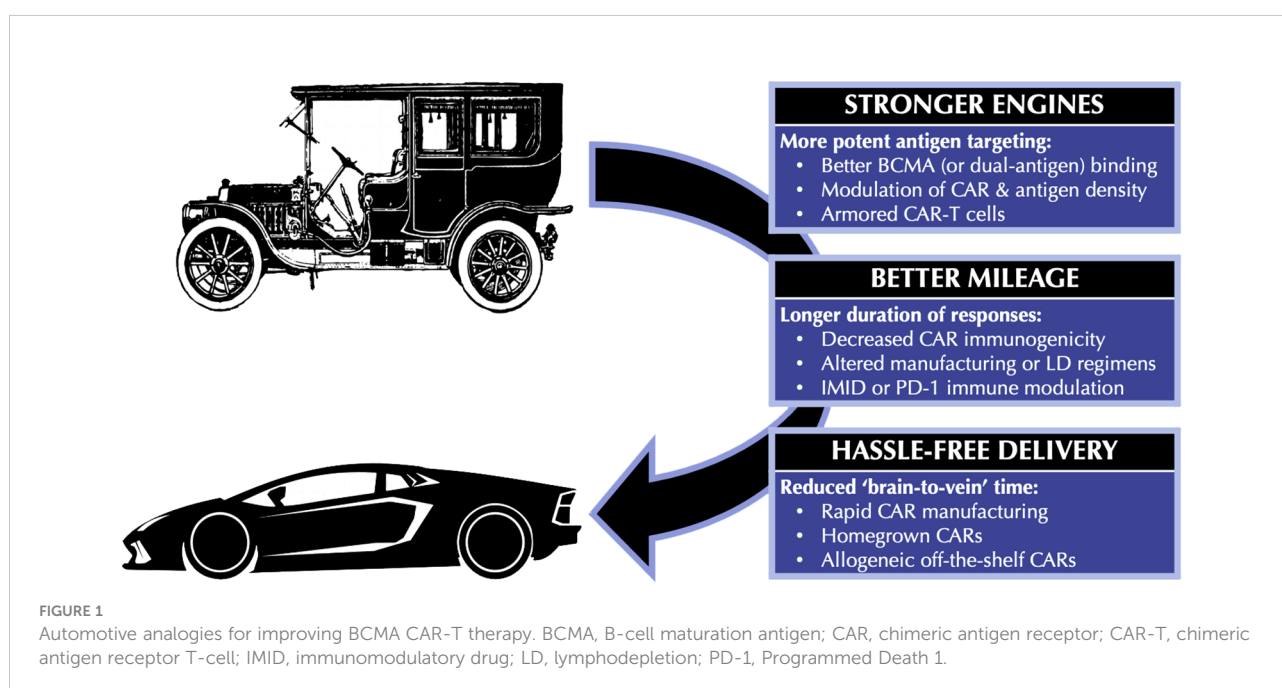 STRONGER ENGINES
More potent antigen targeting:
• Better BCMA (or dual-antigen) binding
• Modulation of CAR & antigen density
• Armored CAR-T cells
BETTER MILEAGE
Longer duration of responses:
• Decreased CAR immunogenicity
• Altered manufacturing or LD regimens
• IMID or PD-1 immune modulation
HASSLE-FREE DELIVERY
Reduced ‘brain-to-vein’ time:
• Rapid CAR manufacturing
• Homegrown CARs
• Allogeneic off-the-shelf CARs
FIGURE 1
Automotive analogies for improving BCMA CAR-T therapy. BCMA, B-cell maturation antigen; CAR, chimeric antigen receptor; CAR-T, chimeric
antigen receptor T-cell; IMID, immunomodulatory drug; LD, lymphodepletion; PD-1, Programmed Death 1.